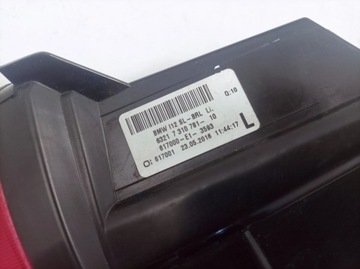 BMW I12 SL-BRL Li.
6321 7 310 781- 10
617000-E1- 3583
O: 617001 23.05.2016 11:44:17
L
0.10